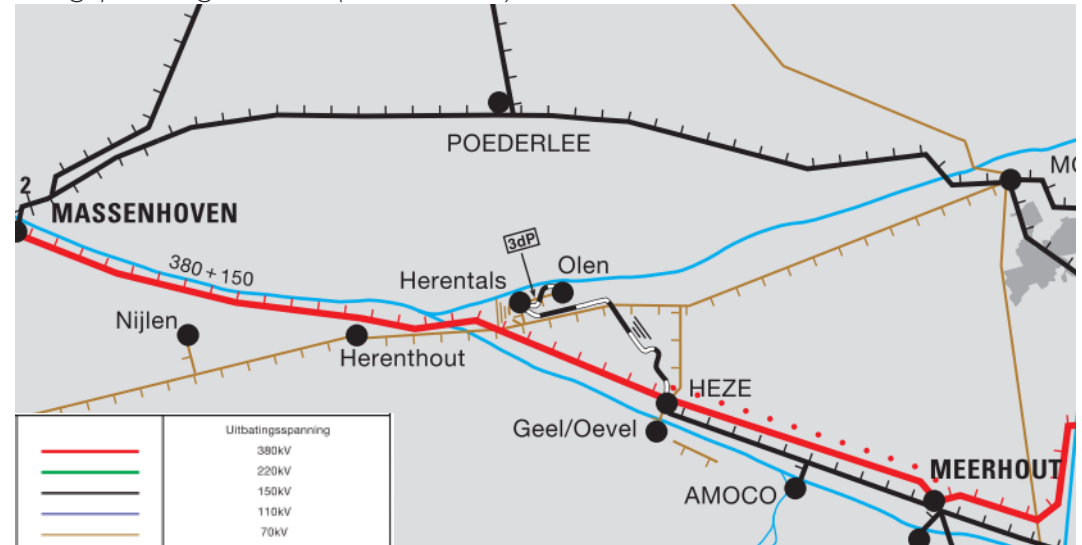 POEDERLEE
2
MASSENHOVEN
380+150
3dP
Herentals
Olen
Nijlen
Herenthout
HEZE
Geel/Oevel
MEERHOUT
AMOCO
Uitbatingsspanning
380kV
220kV
150kV
110kV
70kV